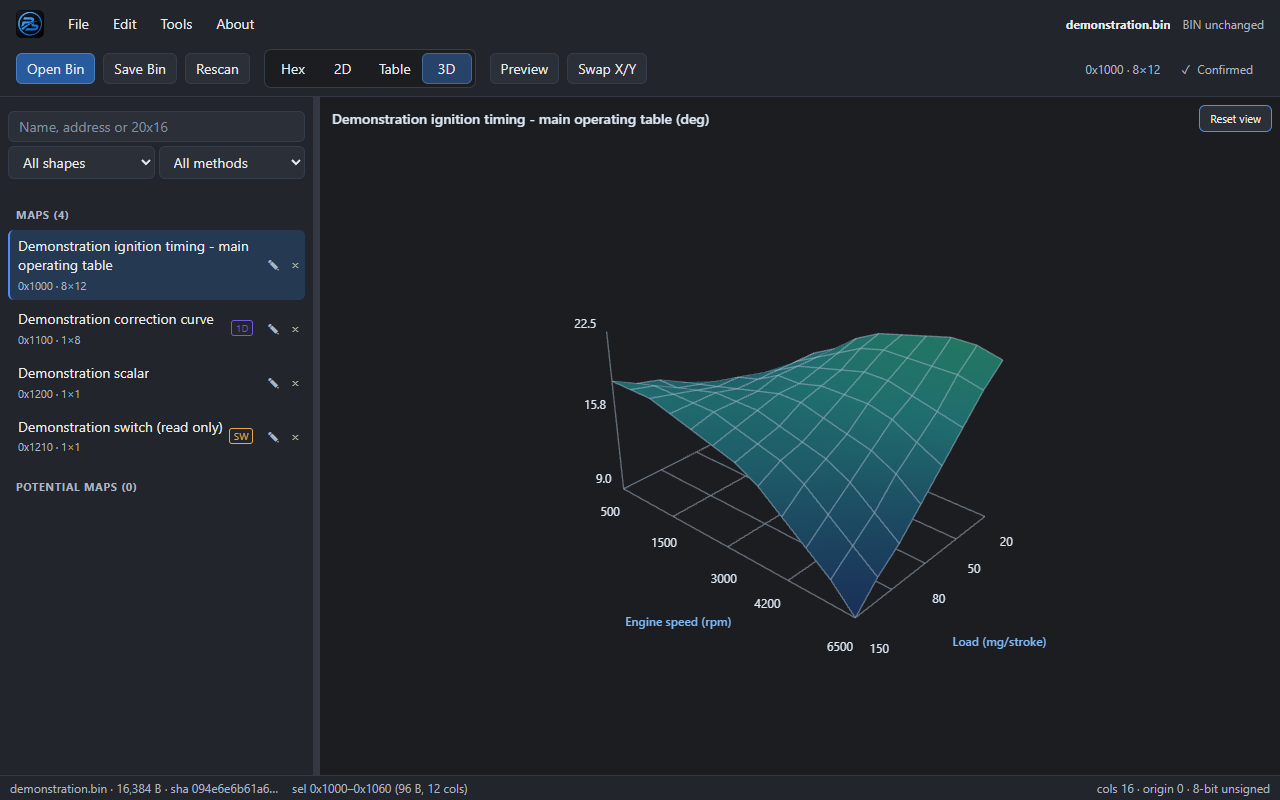 File Edit Tools About
demonstration.bin BIN unchanged
Open Bin Save Bin Rescan Hex 2D Table 3D Preview Swap X/Y
0x1000 · 8×12 ✓ Confirmed
Name, address or 20x16
All shapes All methods
MAPS (4)
Demonstration ignition timing - main
operating table
0x1000 · 8×12
Demonstration correction curve
1D
0x1100 · 1×8
Demonstration scalar
0x1200 · 1×1
Demonstration switch (read only)
SW
0x1210 · 1×1
POTENTIAL MAPS (0)
Demonstration ignition timing - main operating table (deg)
Reset view
22.5
15.8
9.0
500
1500
3000
4200
6500
Engine speed (rpm)
20
50
80
150
Load (mg/stroke)
demonstration.bin · 16,384 B · sha 094e6e6b61a6... sel 0x1000–0x1060 (96 B, 12 cols)
cols 16 · origin 0 · 8-bit unsigned